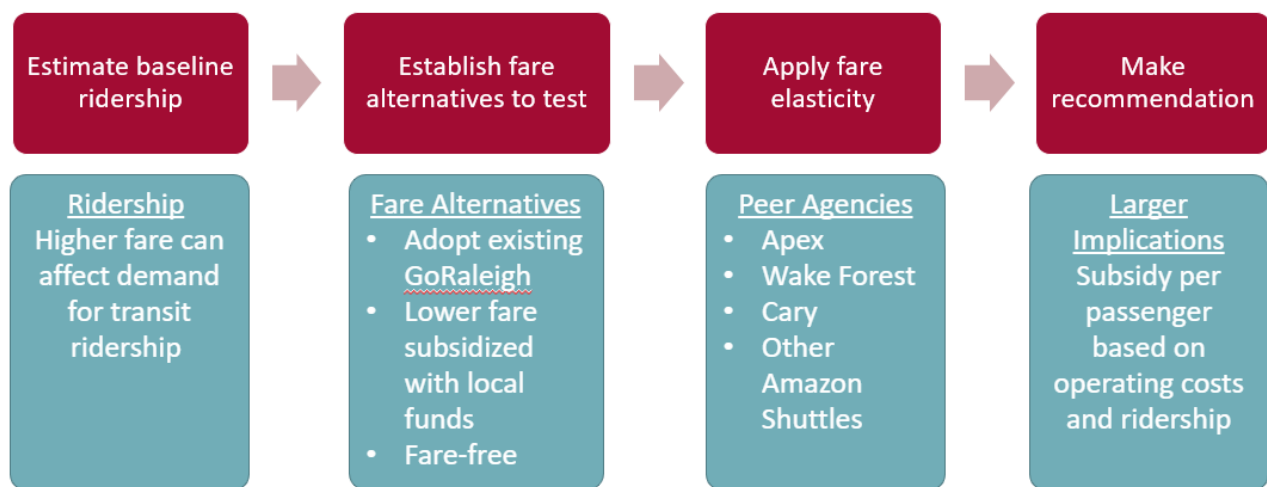 Estimate baseline
ridership
Establish fare
alternatives to test
Apply fare
elasticity
Make
recommendation
Ridership
Higher fare can
affect demand
for transit
ridership
Fare Alternatives
• Adopt existing
GoRaleigh
• Lower fare
subsidized
with local
funds
• Fare-free
Peer Agencies
• Apex
• Wake Forest
• Cary
• Other
Amazon
Shuttles
Larger
Implications
Subsidy per
passenger
based on
operating costs
and ridership